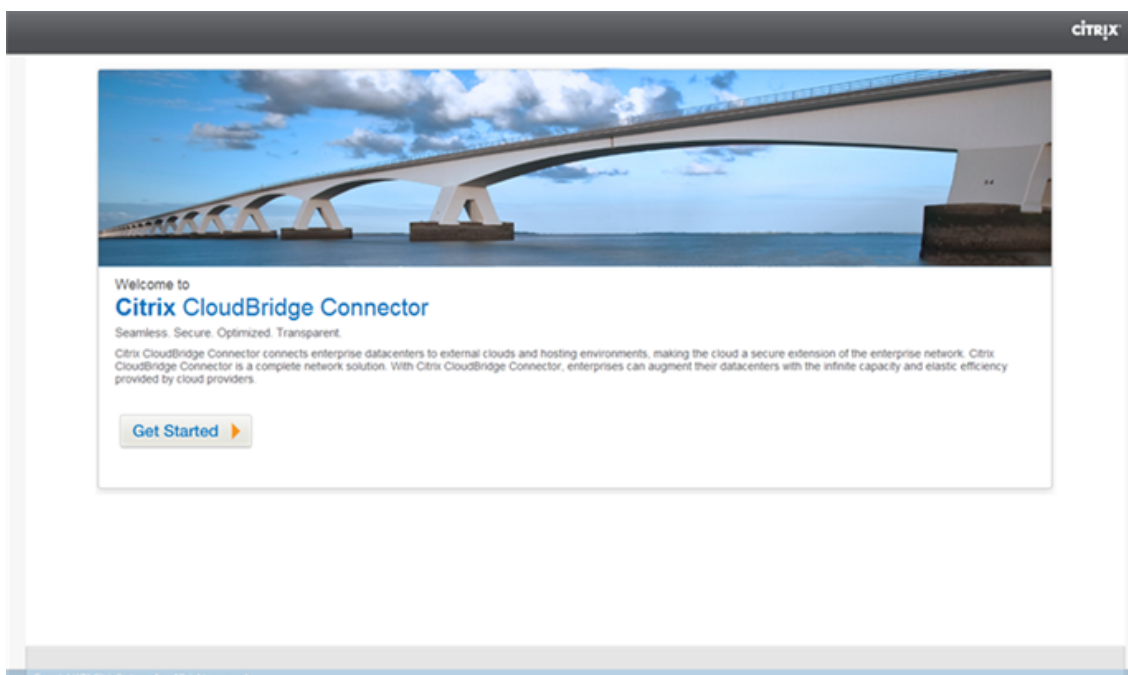 CITRIX
Welcome to
Citrix CloudBridge Connector
Seamless. Secure. Optimized. Transparent.
Citrix CloudBridge Connector connects enterprise datacenters to external clouds and hosting environments, making the cloud a secure extension of the enterprise network. Citrix
CloudBridge Connector is a complete network solution. With Citrix CloudBridge Connector, enterprises can augment their datacenters with the infinite capacity and elastic efficiency
provided by cloud providers.
Get Started